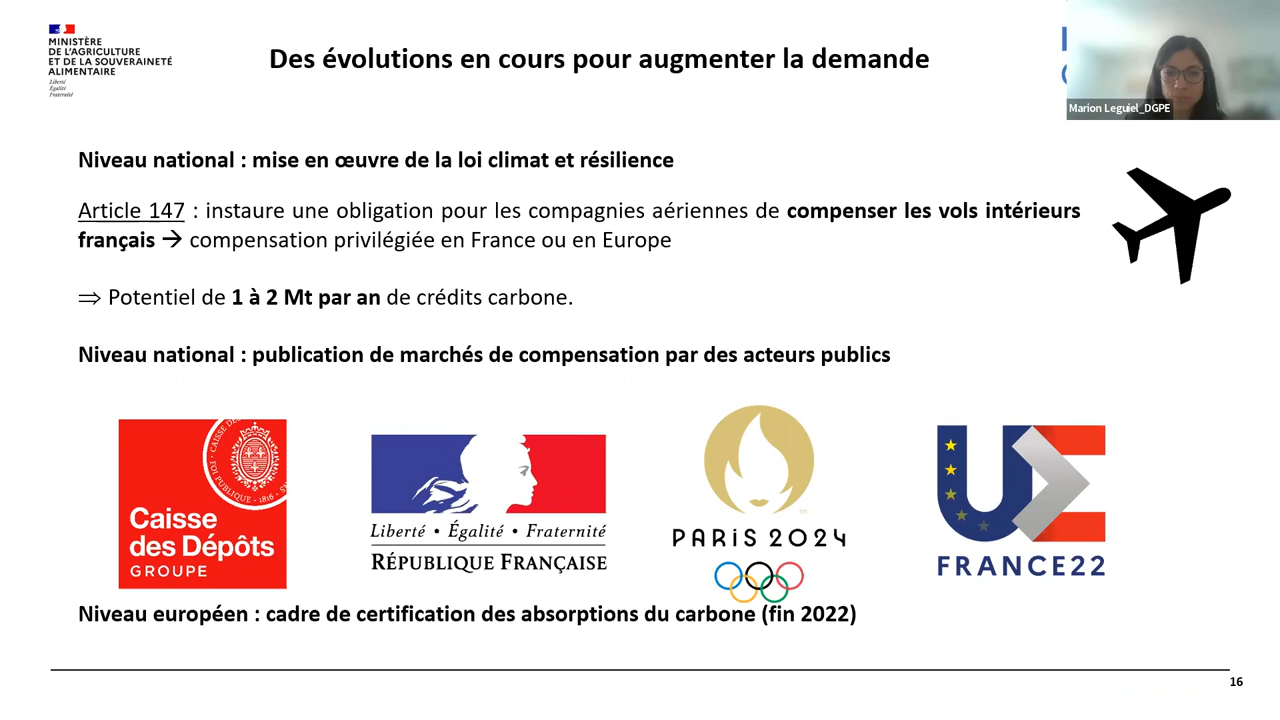 MINISTÈRE
DE L'AGRICULTURE
ET DE LA SOUVERAINETÉ
ALIMENTAIRE
Liberté
Égalité
Fraternité
Des évolutions en cours pour augmenter la demande
Marion Leguiel_DGPE
Niveau national : mise en œuvre de la loi climat et résilience
Article 147 : instaure une obligation pour les compagnies aériennes de compenser les vols intérieurs
français → compensation privilégiée en France ou en Europe
⇒ Potentiel de 1 à 2 Mt par an de crédits carbone.
Niveau national : publication de marchés de compensation par des acteurs publics
Caisse
des Dépôts
GROUPE
FOI PUBLIQUE • 1816
Liberté • Égalité • Fraternité
RÉPUBLIQUE FRANÇAISE
PARIS 2024
UE
FRANCE22
Niveau européen : cadre de certification des absorptions du carbone (fin 2022)
16